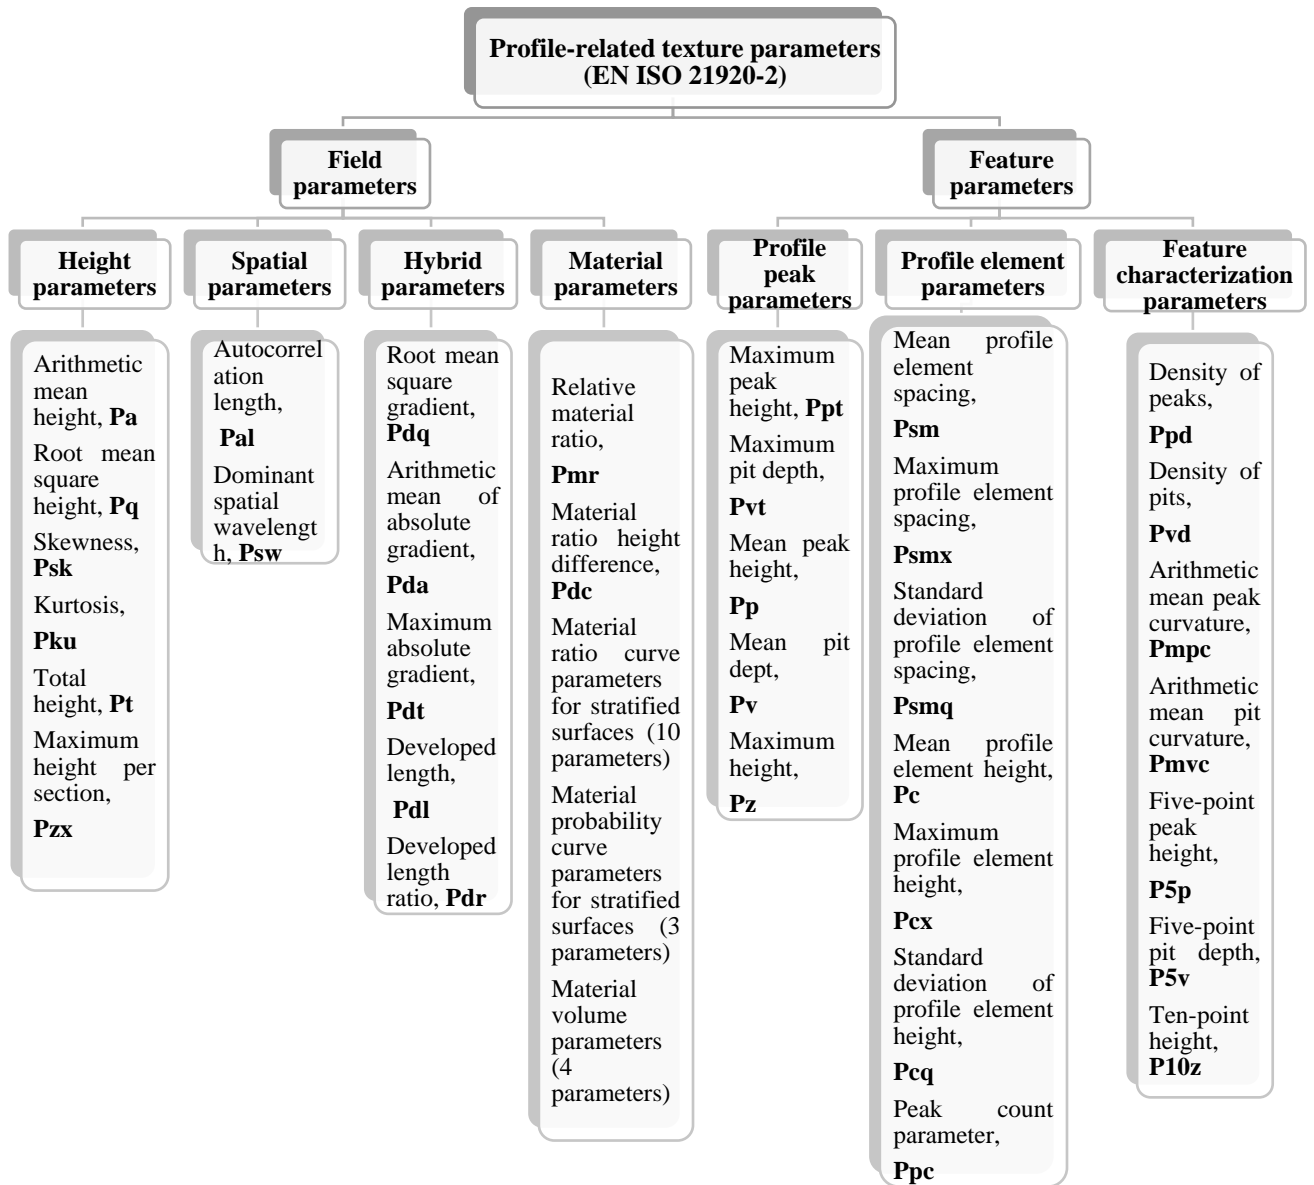 Profile-related texture parameters
(EN ISO 21920-2)
Field
parameters
Feature
parameters
Height
parameters
Spatial
parameters
Hybrid
parameters
Material
parameters
Profile
peak
parameters
Profile element
parameters
Feature
characterization
parameters
Arithmetic
mean
height, Pa
Root mean
square
height, Pq
Skewness,
Psk
Kurtosis,
Pku
Total
height, Pt
Maximum
height per
section,
Pzx
Autocorrel
ation
length,
Pal
Dominant
spatial
wavelengt
h, Psw
Root mean
square
gradient,
Pdq
Arithmetic
mean of
absolute
gradient,
Pda
Maximum
absolute
gradient,
Pdt
Developed
length,
Pdl
Developed
length
ratio, Pdr
Relative
material
ratio,
Pmr
Material
ratio height
difference,
Pdc
Material
ratio curve
parameters
for stratified
surfaces (10
parameters)
Material
probability
curve
parameters
for stratified
surfaces (3
parameters)
Material
volume
parameters
(4
parameters)
Maximum
peak
height, Ppt
Maximum
pit depth,
Pvt
Mean peak
height,
Pp
Mean pit
dept,
Pv
Maximum
height,
Pz
Mean profile
element
spacing,
Psm
Maximum
profile element
spacing,
Psmx
Standard
deviation of
profile element
spacing,
Psmq
Mean profile
element height,
Pc
Maximum
profile element
height,
Pcx
Standard
deviation of
profile element
height,
Pcq
Peak count
parameter,
Ppc
Density of
peaks,
Ppd
Density of
pits,
Pvd
Arithmetic
mean peak
curvature,
Pmpc
Arithmetic
mean pit
curvature,
Pmvc
Five-point
peak
height,
P5p
Five-point
pit depth,
P5v
Ten-point
height,
P10z